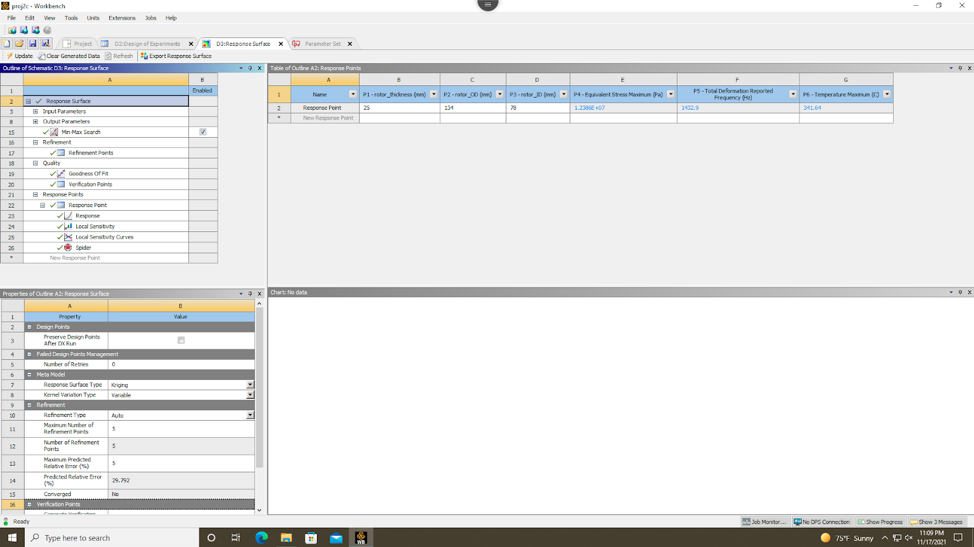 proj2c - Workbench
File Edit View Tools Units Extensions Jobs Help
Project D2:Design of Experiments D3:Response Surface Parameter Set
Update Clear Generated Data Refresh Export Response Surface
Outline of Schematic D3: Response Surface
A B
1 Enabled
2 Response Surface
3 Input Parameters
8 Output Parameters
15 Min-Max Search
16 Refinement
17 Refinement Points
18 Quality
19 Goodness Of Fit
20 Verification Points
21 Response Points
22 Response Point
23 Response
24 Local Sensitivity
25 Local Sensitivity Curves
26 Spider
* New Response Point
Table of Outline A2: Response Points
A B C D E F G
1 Name P1 - rotor_thickness (mm) P2 - rotor_OD (mm) P3 - rotor_ID (mm) P4 - Equivalent Stress Maximum (Pa) P5 - Total Deformation Reported Frequency (Hz) P6 - Temperature Maximum (C)
2 Response Point 25 134 78 1.2386E+07 1432.9 341.64
* New Response Point
Properties of Outline A2: Response Surface
A B
1 Property Value
2 Design Points
3 Preserve Design Points After DX Run
4 Failed Design Points Management
5 Number of Retries 0
6 Meta Model
7 Response Surface Type Kriging
8 Kernel Variation Type Variable
9 Refinement
10 Refinement Type Auto
11 Maximum Number of Refinement Points 5
12 Number of Refinement Points 5
13 Maximum Predicted Relative Error (%) 5
14 Predicted Relative Error (%) 29.792
15 Converged No
16 Verification Points
Chart: No data
Ready
Job Monitor... No DPS Connection Show Progress Show 3 Messages
Type here to search
WB
75°F Sunny
11:09 PM
11/17/2021